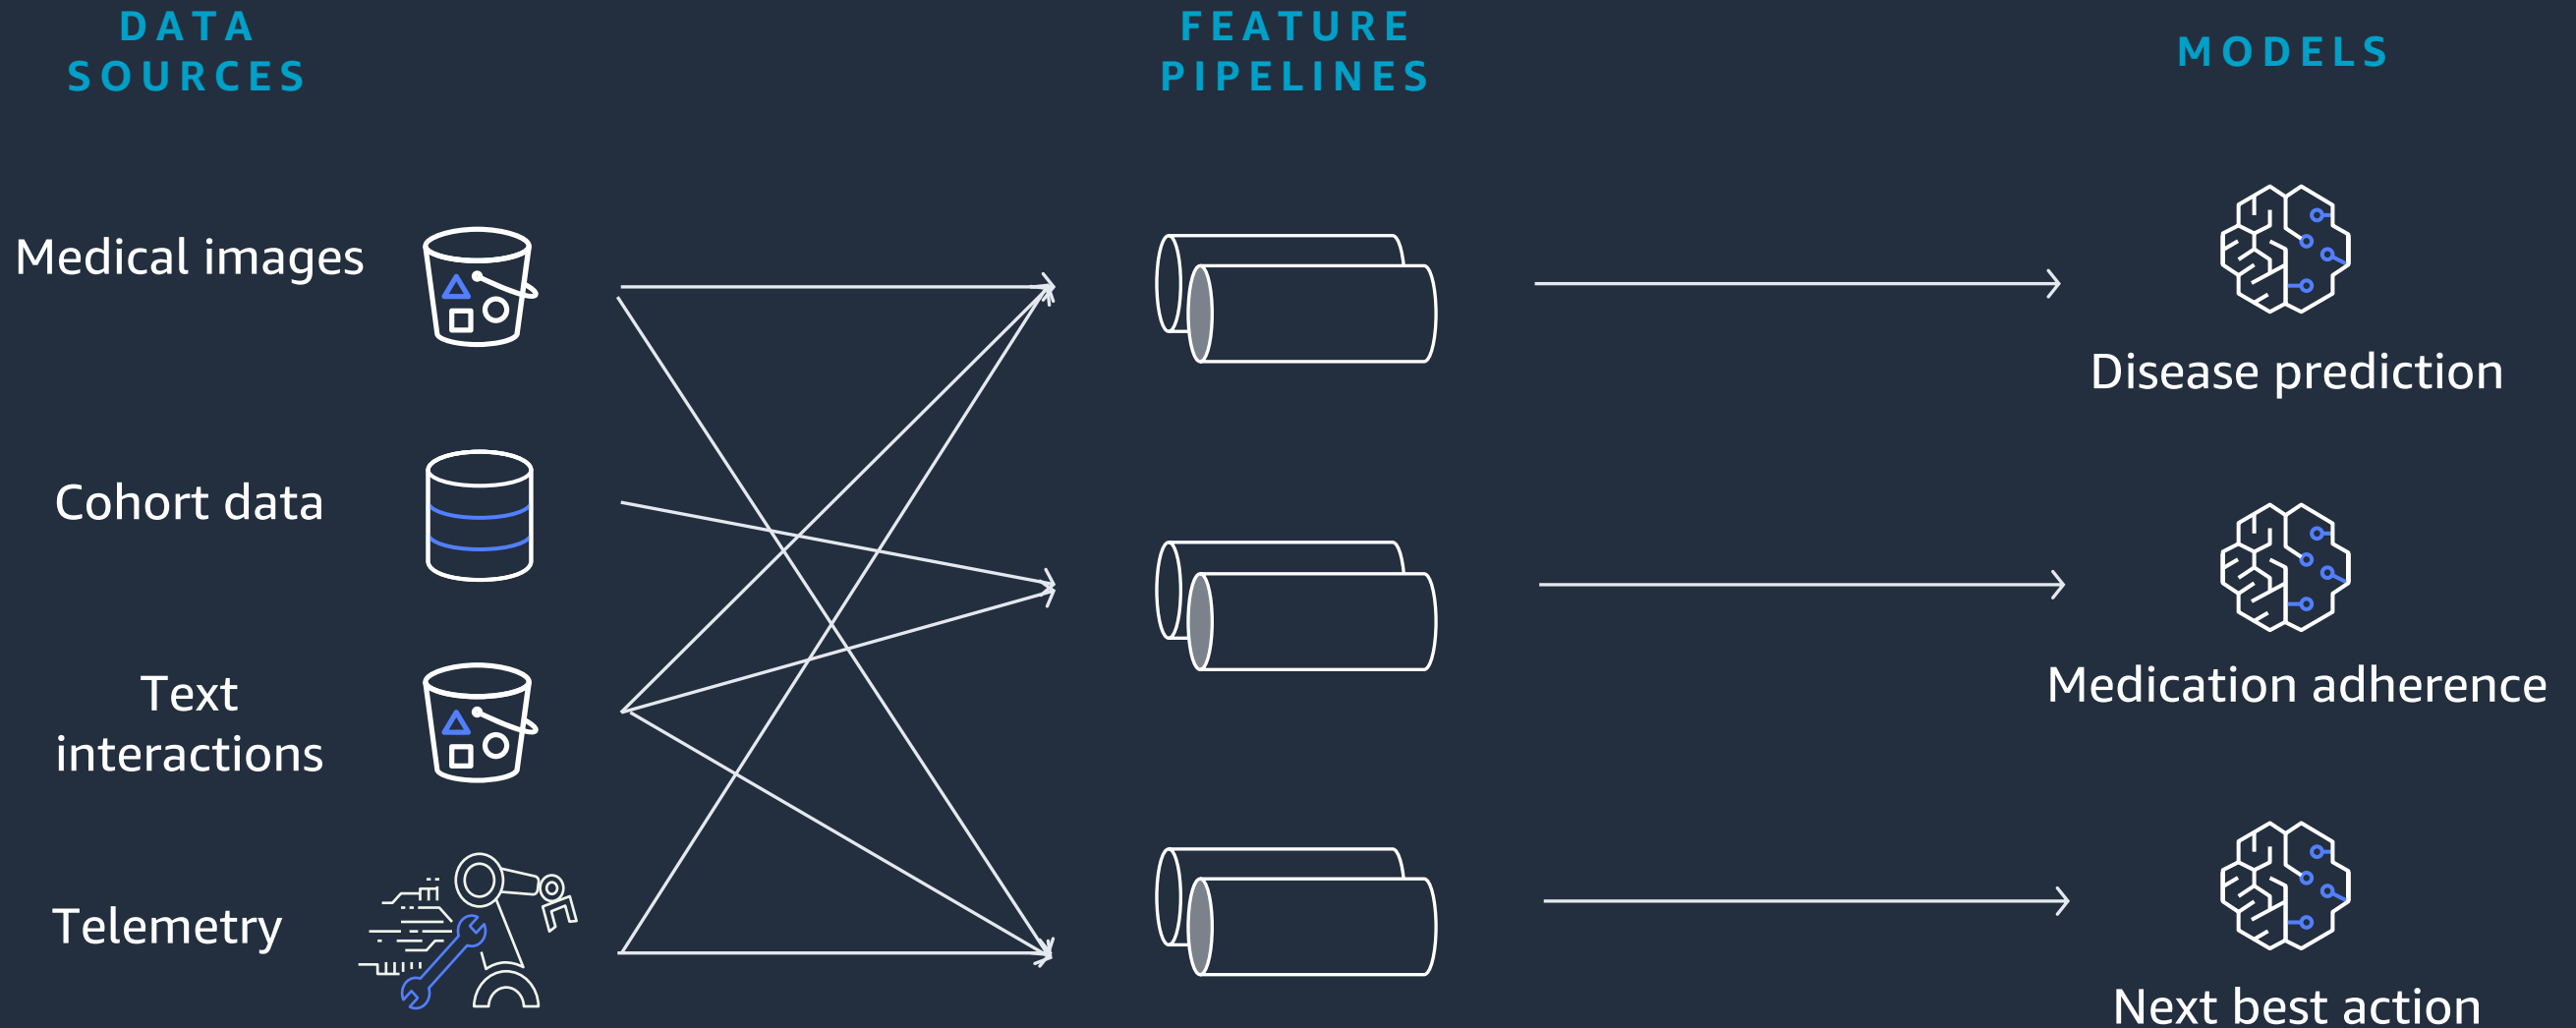 DATA
SOURCES
FEATURE
PIPELINES
MODELS
Medical images
Disease prediction
Cohort data
Medication adherence
Text
interactions
Telemetry
Next best action